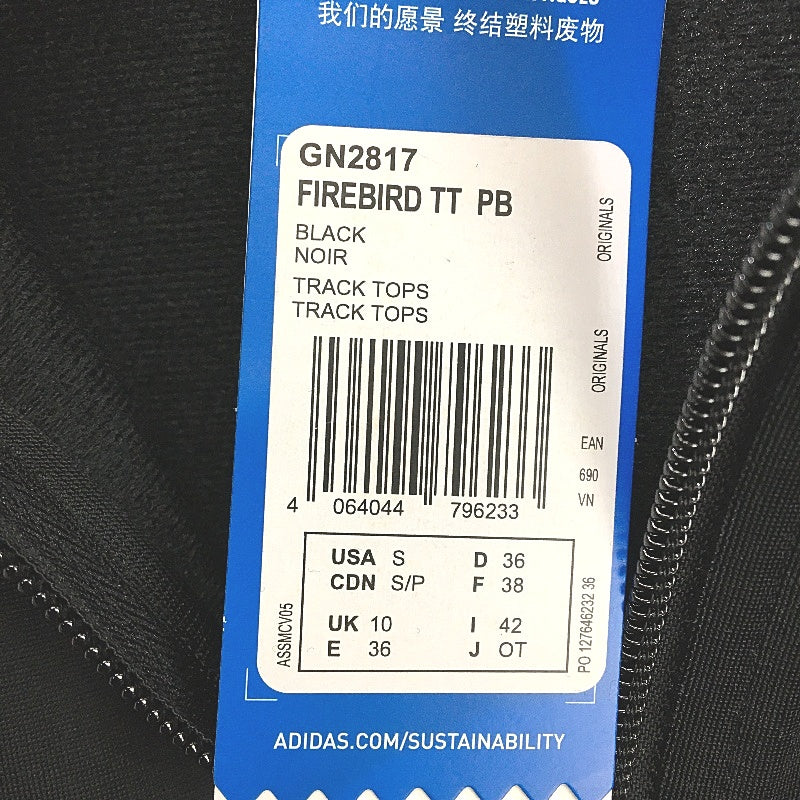 我们的愿景 终结塑料废物
GN2817
FIREBIRD TT PB
BLACK
NOIR
TRACK TOPS
TRACK TOPS
ORIGINALS
ORIGINALS
EAN
690
VN
4 064044 796233
USA S D 36
CDN S/P F 38
UK 10 I 42
E 36 J OT
ASSMCV05
PO 127646232 36
ADIDAS.COM/SUSTAINABILITY